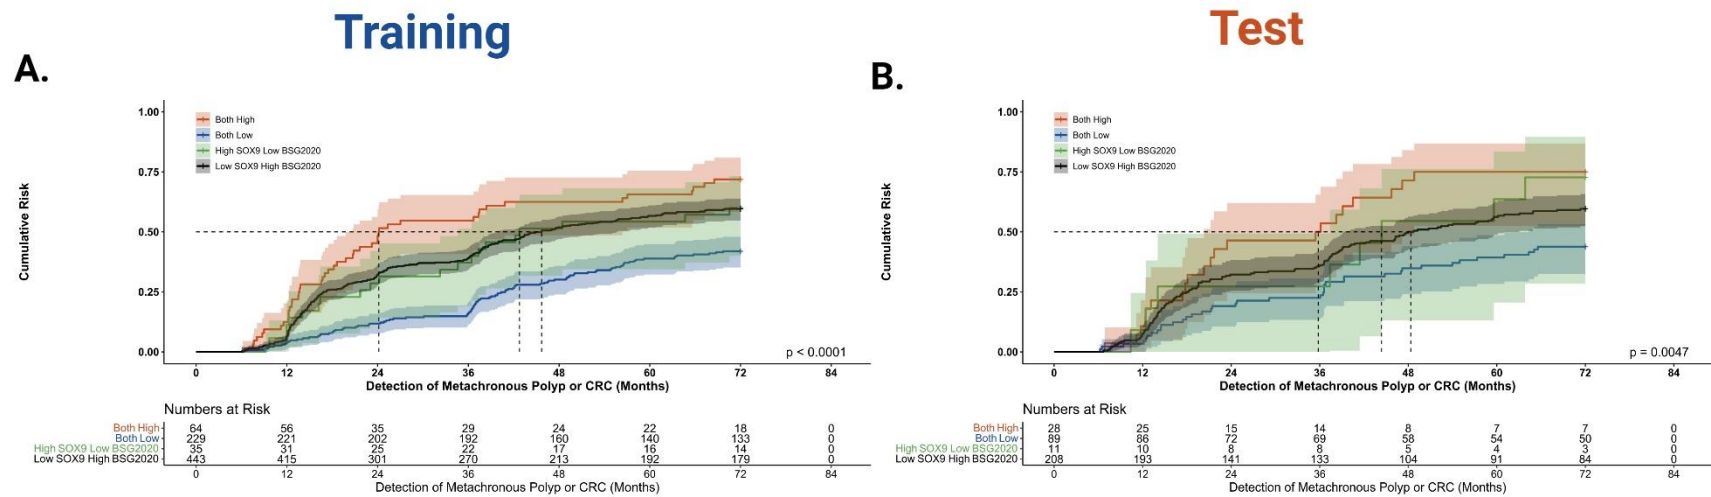 Training
A.
Cumulative Risk
1.00
0.75
0.50
0.25
0.00
Both High
Both Low
High SOX9 Low BSG2020
Low SOX9 High BSG2020
p < 0.0001
0 12 24 36 48 60 72 84
Detection of Metachronous Polyp or CRC (Months)
Numbers at Risk
Both High 64 56 35 29 24 22 18 0
Both Low 229 221 202 192 160 140 133 0
High SOX9 Low BSG2020 35 31 25 22 17 16 14 0
Low SOX9 High BSG2020 443 415 301 270 213 192 179 0
0 12 24 36 48 60 72 84
Detection of Metachronous Polyp or CRC (Months)
Test
B.
Cumulative Risk
1.00
0.75
0.50
0.25
0.00
Both High
Both Low
High SOX9 Low BSG2020
Low SOX9 High BSG2020
p = 0.0047
0 12 24 36 48 60 72 84
Detection of Metachronous Polyp or CRC (Months)
Numbers at Risk
Both High 28 25 15 14 8 7 7 0
Both Low 89 86 72 69 58 54 50 0
High SOX9 Low BSG2020 11 10 8 8 5 4 3 0
Low SOX9 High BSG2020 208 193 141 133 104 91 84 0
0 12 24 36 48 60 72 84
Detection of Metachronous Polyp or CRC (Months)